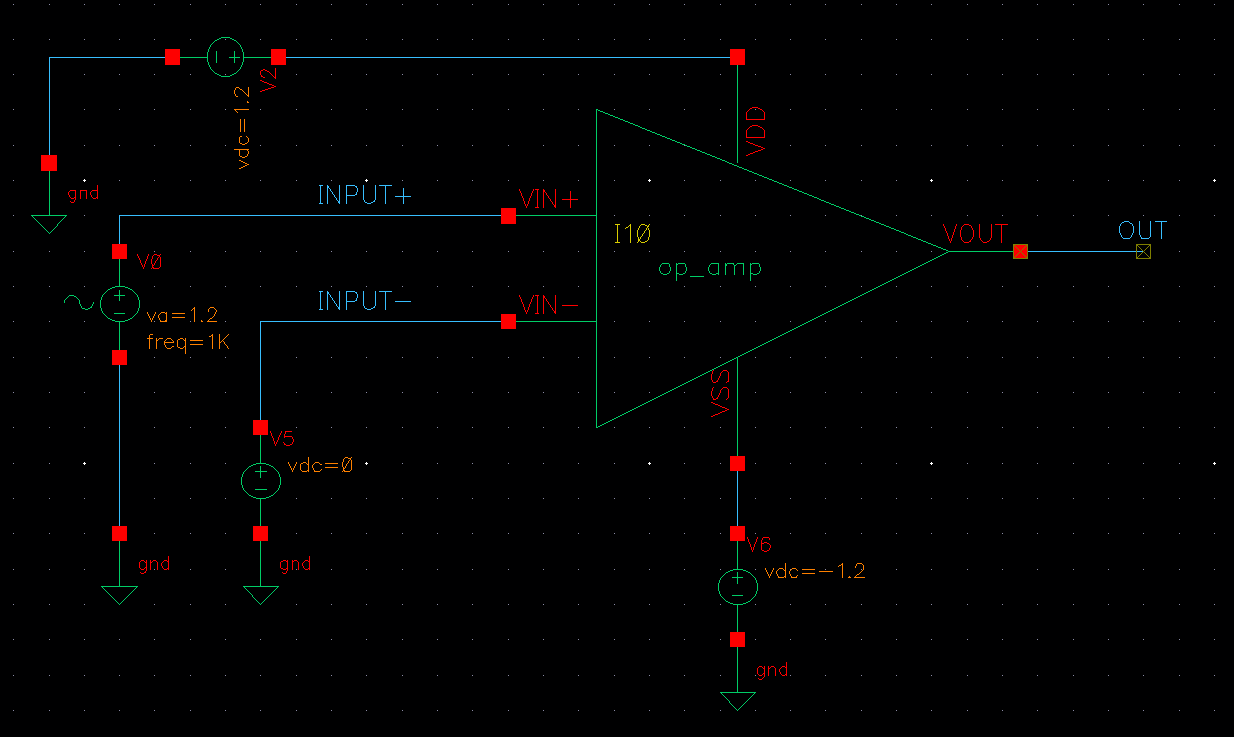 V2
vdc=1.2
gnd
VDD
INPUT+
VIN+
I10
op_amp
VOUT
OUT
V0
va=1.2
freq=1K
INPUT-
VIN-
VSS
V5
vdc=0
gnd
gnd
V6
vdc=-1.2
gnd